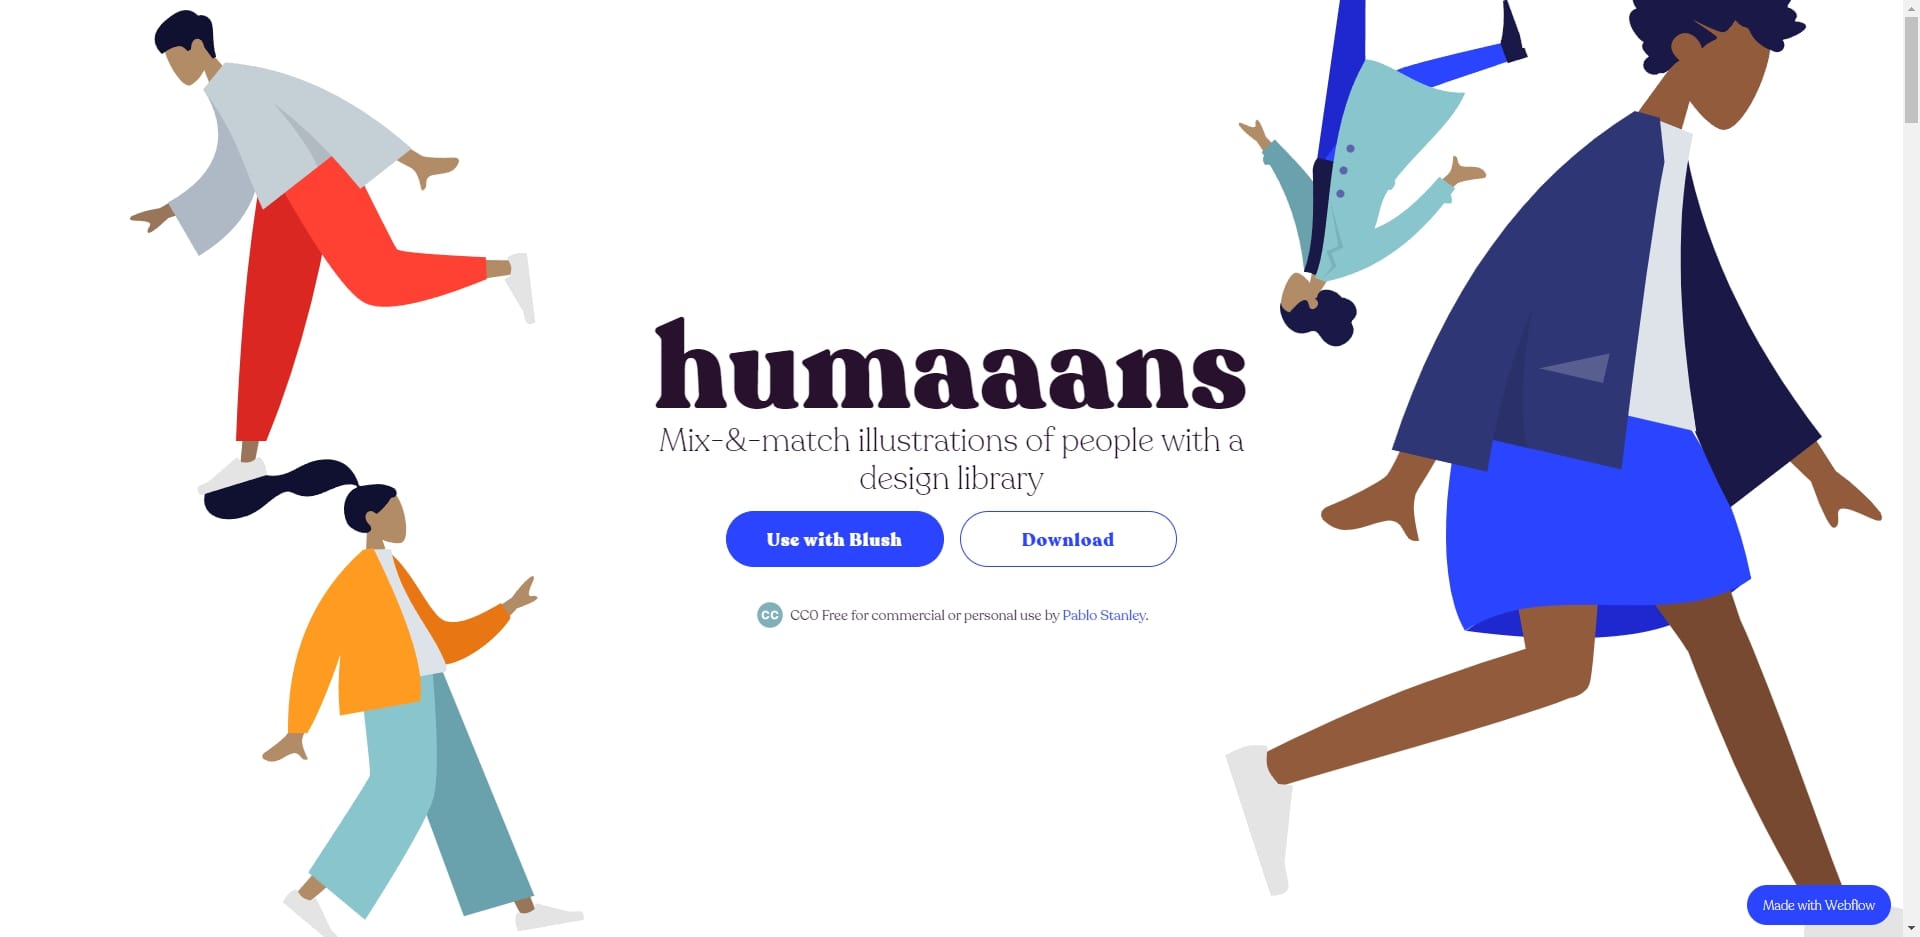 humaaans
Mix-&-match illustrations of people with a
design library
Use with Blush
Download
CC CC0 Free for commercial or personal use by Pablo Stanley.
Made with Webflow